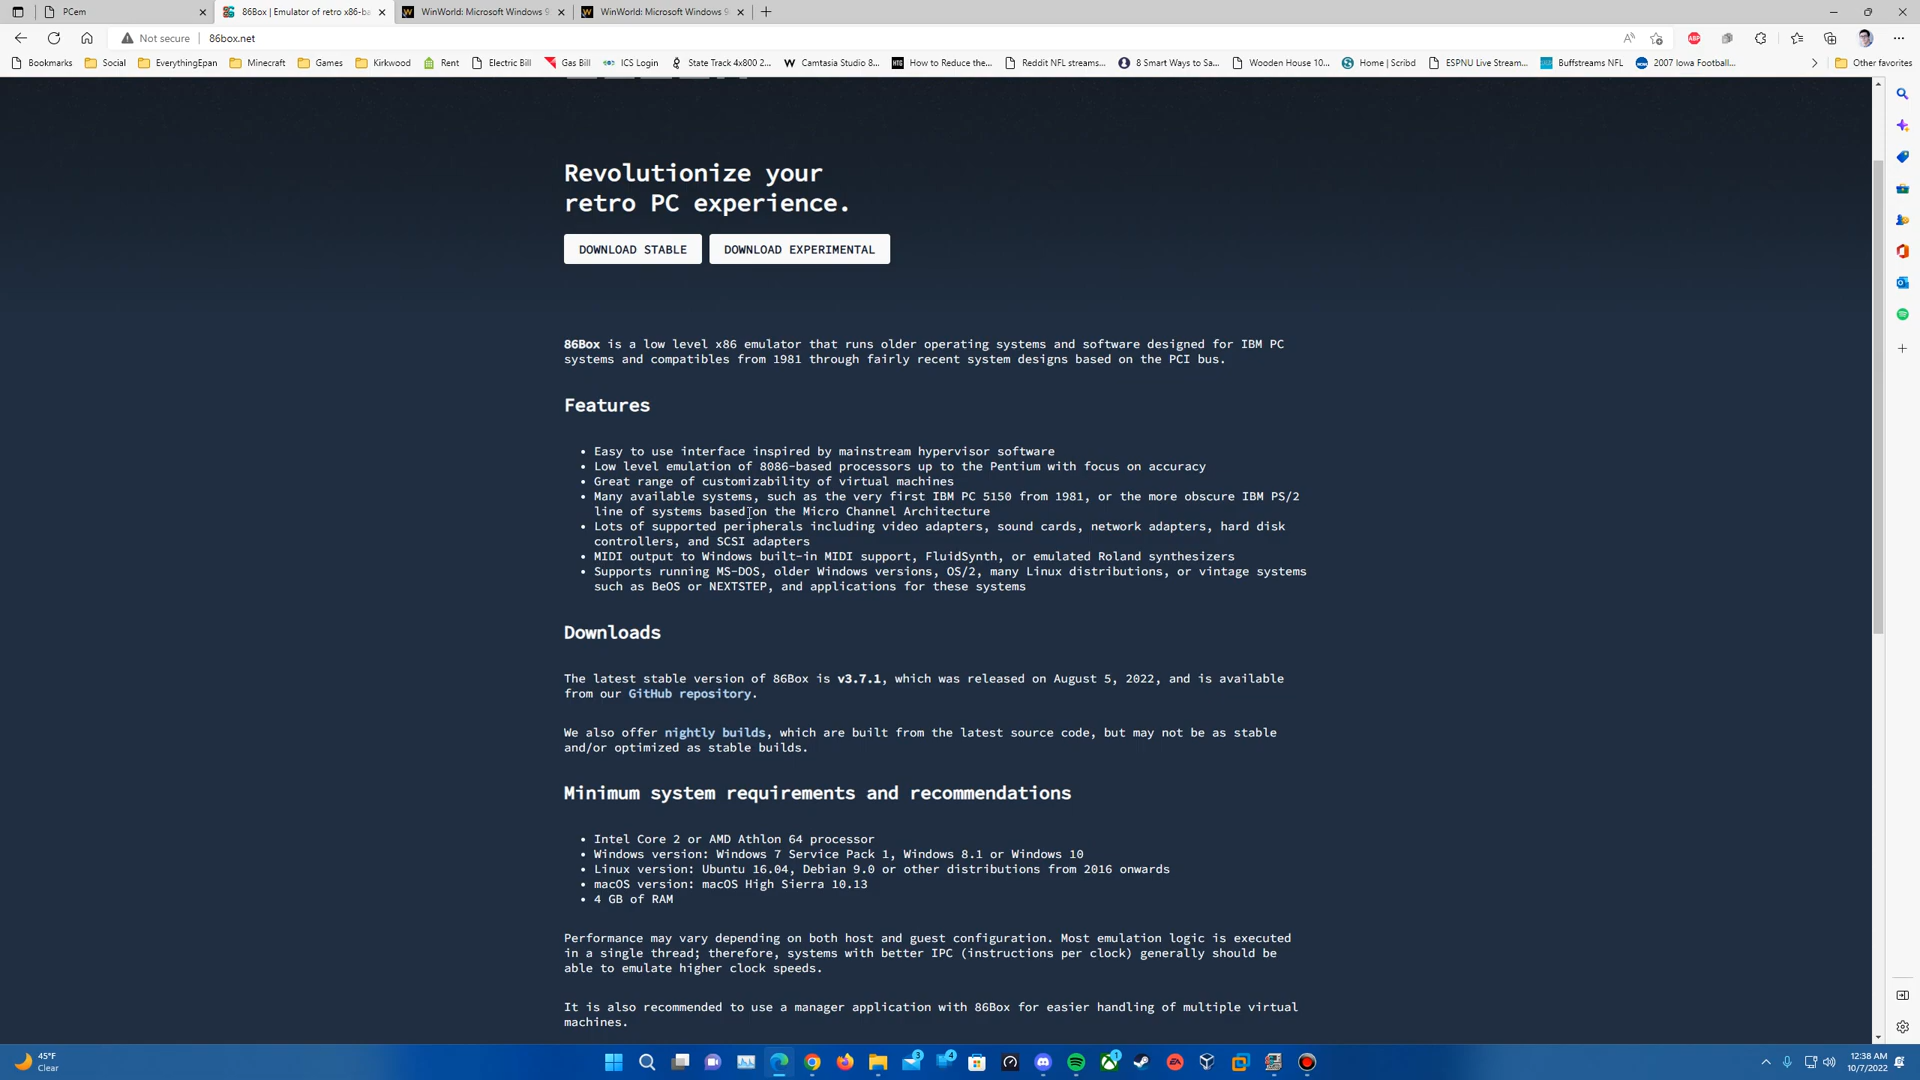 PCem
86Box | Emulator of retro x86-ba
WinWorld: Microsoft Windows 9
WinWorld: Microsoft Windows 9
Not secure
86box.net
Bookmarks
Social
EverythingEpan
Minecraft
Games
Kirkwood
Rent
Electric Bill
Gas Bill
ICS Login
State Track 4x800 2...
Camtasia Studio 8...
How to Reduce the...
Reddit NFL streams...
8 Smart Ways to Sa...
Wooden House 10...
Home | Scribd
ESPNU Live Stream...
Buffstreams NFL
2007 Iowa Football...
Other favorites
Revolutionize your
retro PC experience.
DOWNLOAD STABLE
DOWNLOAD EXPERIMENTAL
86Box is a low level x86 emulator that runs older operating systems and software designed for IBM PC
systems and compatibles from 1981 through fairly recent system designs based on the PCI bus.
Features
• Easy to use interface inspired by mainstream hypervisor software
• Low level emulation of 8086-based processors up to the Pentium with focus on accuracy
• Great range of customizability of virtual machines
• Many available systems, such as the very first IBM PC 5150 from 1981, or the more obscure IBM PS/2
line of systems based on the Micro Channel Architecture
• Lots of supported peripherals including video adapters, sound cards, network adapters, hard disk
controllers, and SCSI adapters
• MIDI output to Windows built-in MIDI support, FluidSynth, or emulated Roland synthesizers
• Supports running MS-DOS, older Windows versions, OS/2, many Linux distributions, or vintage systems
such as BeOS or NEXTSTEP, and applications for these systems
Downloads
The latest stable version of 86Box is v3.7.1, which was released on August 5, 2022, and is available
from our GitHub repository.
We also offer nightly builds, which are built from the latest source code, but may not be as stable
and/or optimized as stable builds.
Minimum system requirements and recommendations
• Intel Core 2 or AMD Athlon 64 processor
• Windows version: Windows 7 Service Pack 1, Windows 8.1 or Windows 10
• Linux version: Ubuntu 16.04, Debian 9.0 or other distributions from 2016 onwards
• macOS version: macOS High Sierra 10.13
• 4 GB of RAM
Performance may vary depending on both host and guest configuration. Most emulation logic is executed
in a single thread; therefore, systems with better IPC (instructions per clock) generally should be
able to emulate higher clock speeds.
It is also recommended to use a manager application with 86Box for easier handling of multiple virtual
machines.
45°F
Clear
12:38 AM
10/7/2022